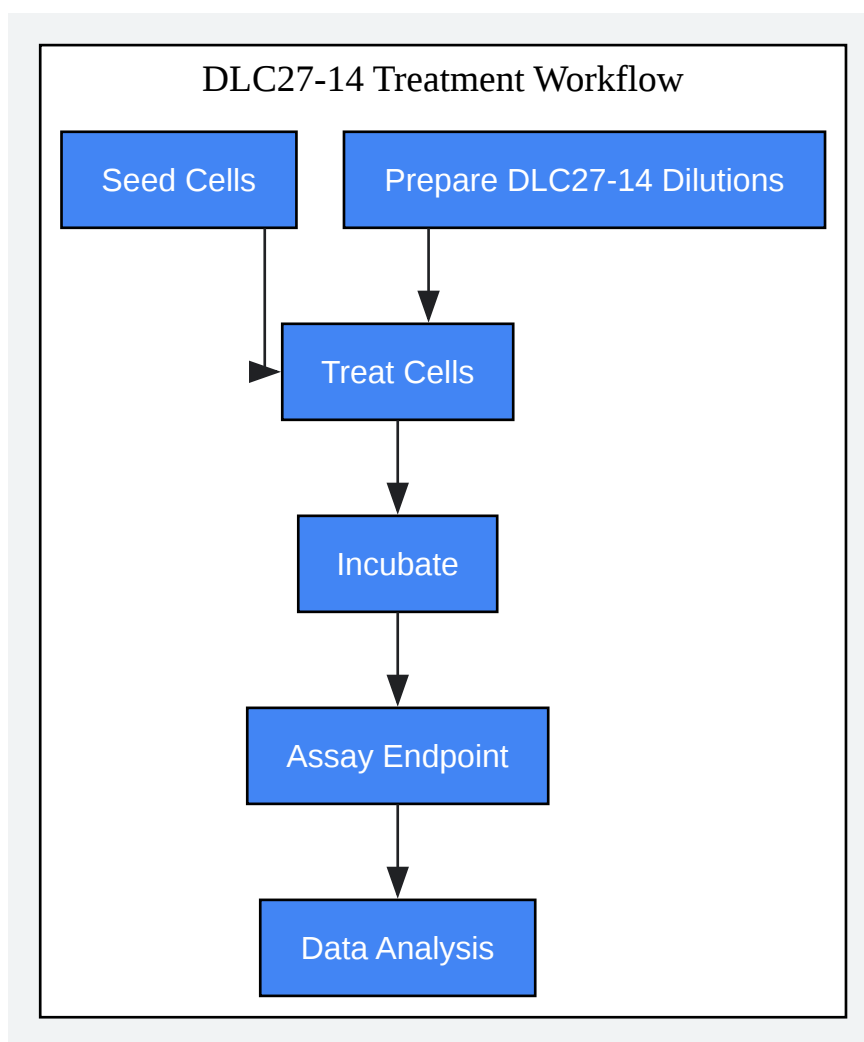 DLC27-14 Treatment Workflow
Seed Cells
Prepare DLC27-14 Dilutions
Treat Cells
Incubate
Assay Endpoint
Data Analysis